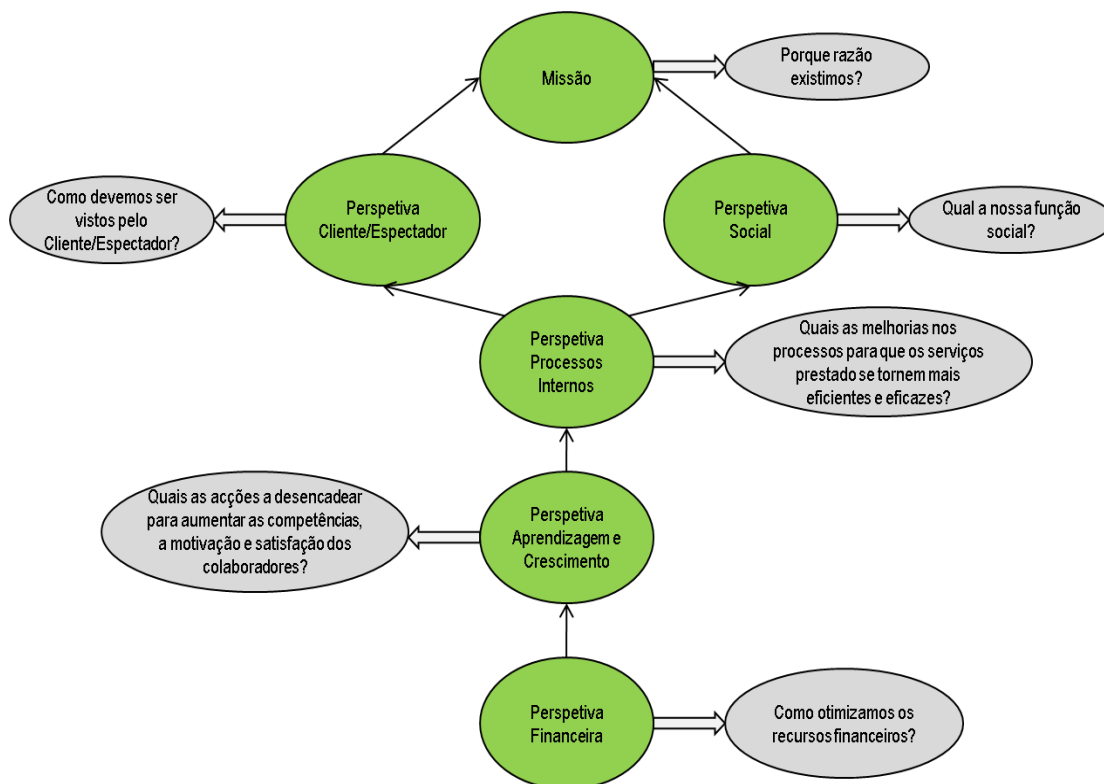 Missão
Porque razão
existimos?
Como devemos ser
vistos pelo
Cliente/Espectador?
Perspetiva
Cliente/Espectador
Perspetiva
Social
Qual a nossa função
social?
Perspetiva
Processos
Internos
Quais as melhorias nos
processos para que os serviços
prestado se tornem mais
eficientes e eficazes?
Quais as acções a desencadear
para aumentar as competências,
a motivação e satisfação dos
colaboradores?
Perspetiva
Aprendizagem e
Crescimento
Perspetiva
Financeira
Como otimizamos os
recursos financeiros?